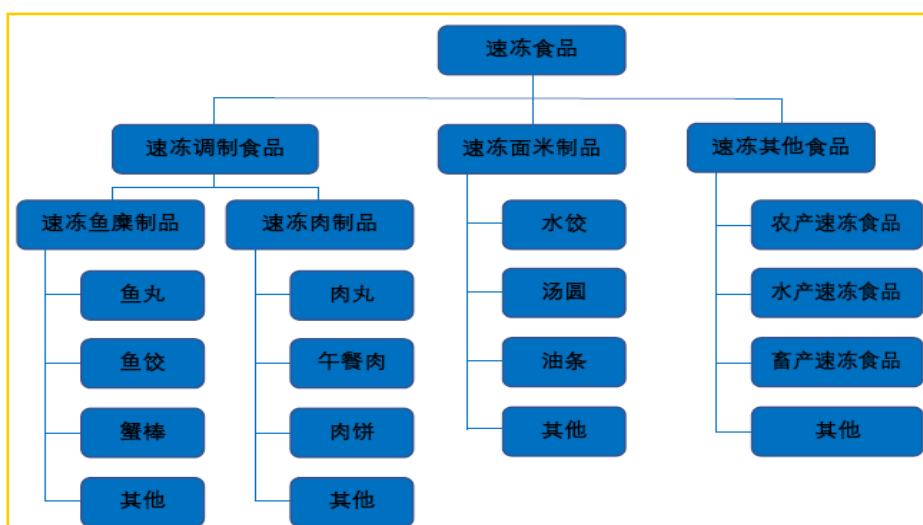 速冻食品
速冻调制食品
速冻面米制品
速冻其他食品
速冻鱼糜制品
速冻肉制品
鱼丸
鱼饺
蟹棒
其他
肉丸
午餐肉
肉饼
其他
水饺
汤圆
油条
其他
农产速冻食品
水产速冻食品
畜产速冻食品
其他